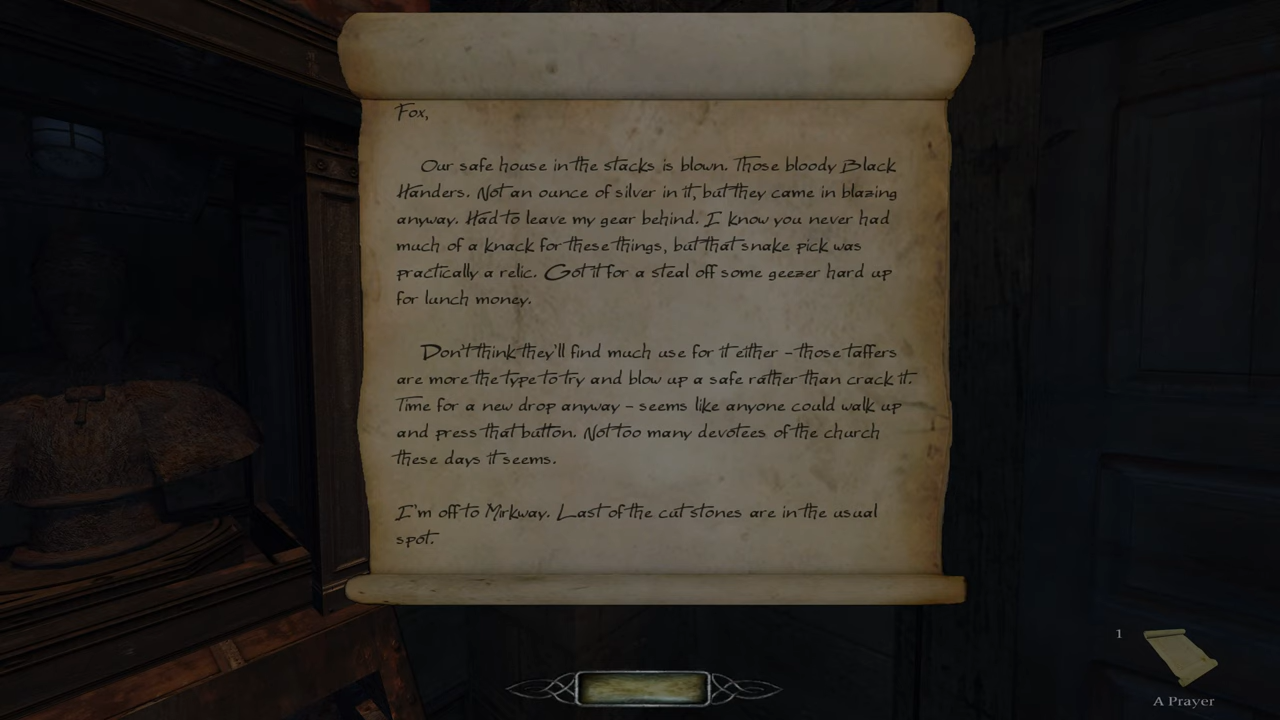 Fox,
Our safe house in the stacks is blown. Those bloody Black
Handers. Not an ounce of silver in it, but they came in blazing
anyway. Had to leave my gear behind. I know you never had
much of a knack for these things, but that snake pick was
practically a relic. Got it for a steal off some geezer hard up
for lunch money.
Don't think they'll find much use for it either - those taffers
are more the type to try and blow up a safe rather than crack it.
Time for a new drop anyway - seems like anyone could walk up
and press that button. Not too many devotees of the church
these days it seems.
I'm off to Mirkway. Last of the cut stones are in the usual
spot.
1
A Prayer